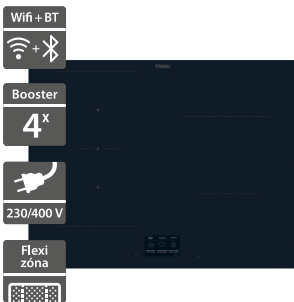 Wifi + BT
+
Haier
Booster
4x
230/400 V
Flexi
zóna